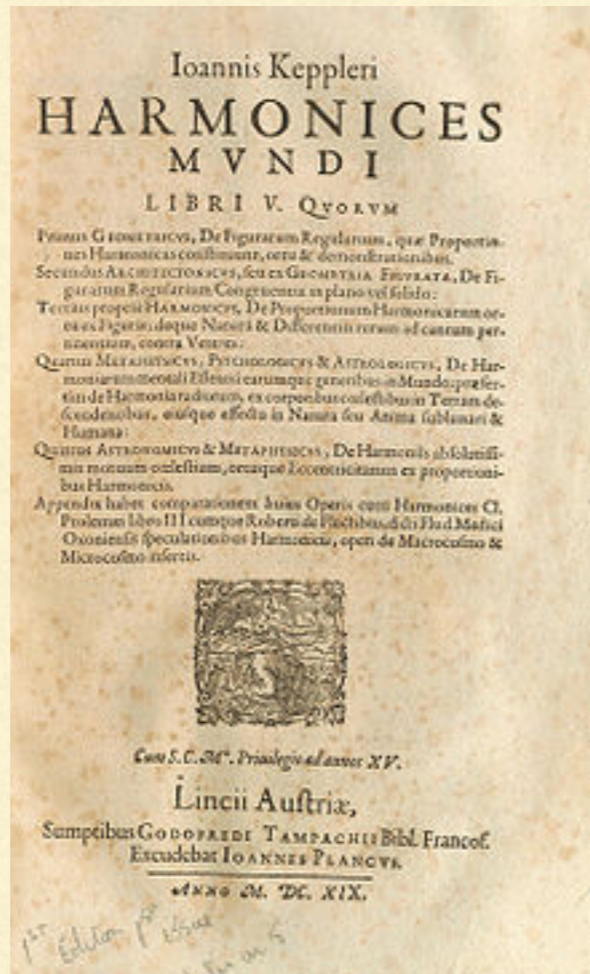 Ioannis Keppleri
HARMONICES
MVNDI
LIBRI V. QVORVM
Primus GEOMETRICVS, De Figurarum Regularium, quæ Proportio-
nes Harmonicas constituunt, ortu & demonstrationibus.
Secundus ARCHITECTONICVS, seu ex GEOMETRIA FIGVRATA, De Fi-
gurarum Regularium Congruentia in plano vel solido:
Tertius propriè HARMONICVS, De Proportionum Harmonicarum or-
tu ex Figuris; deque Naturâ & Differentiis rerum ad cantum per-
tinentium, contra Veteres:
Quartus METAPHYSICVS, PSYCHOLOGICVS & ASTROLOGICVS, De Har-
moniarum mentali Essentiâ earumque generibus in Mundo; præser-
tim de Harmonia radiorum, ex corporibus cœlestibus in Terram de-
scendentibus, eiusque effectu in Natura seu Anima sublunari &
Humana:
Quintus ASTRONOMICVS & METAPHYSICVS, De Harmoniis absolutissi-
mis motuum cœlestium, ortuque Eccentricitatum ex proportioni-
bus Harmonicis.
Appendix habet comparationem huius Operis cum Harmonices Cl.
Ptolemæi libro III cumque Roberti de Fluctibus, dicti Flud Medici
Oxoniensis speculationibus Harmonicis, operi de Macrocosmo &
Microcosmo insertis.
Cum S. C. Mtis. Privilegio ad annos XV.
Lincii Austriæ,
Sumptibus GODOFREDI TAMPACHII Bibl. Francof.
Excudebat IOANNES PLANCVS.
ANNO M. DC. XIX.
1st Edition 1st issue